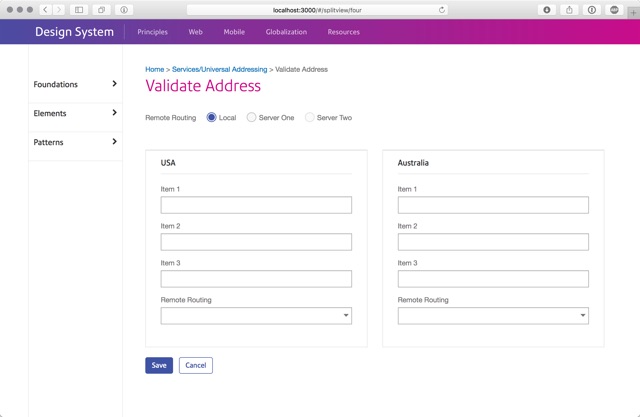 localhost:3000/#/splitview/four
Design System Principles Web Mobile Globalization Resources
Foundations
Elements
Patterns
Home > Services/Universal Addressing > Validate Address
Validate Address
Remote Routing Local Server One Server Two
USA
Item 1
Item 2
Item 3
Remote Routing
Australia
Item 1
Item 2
Item 3
Remote Routing
Save Cancel